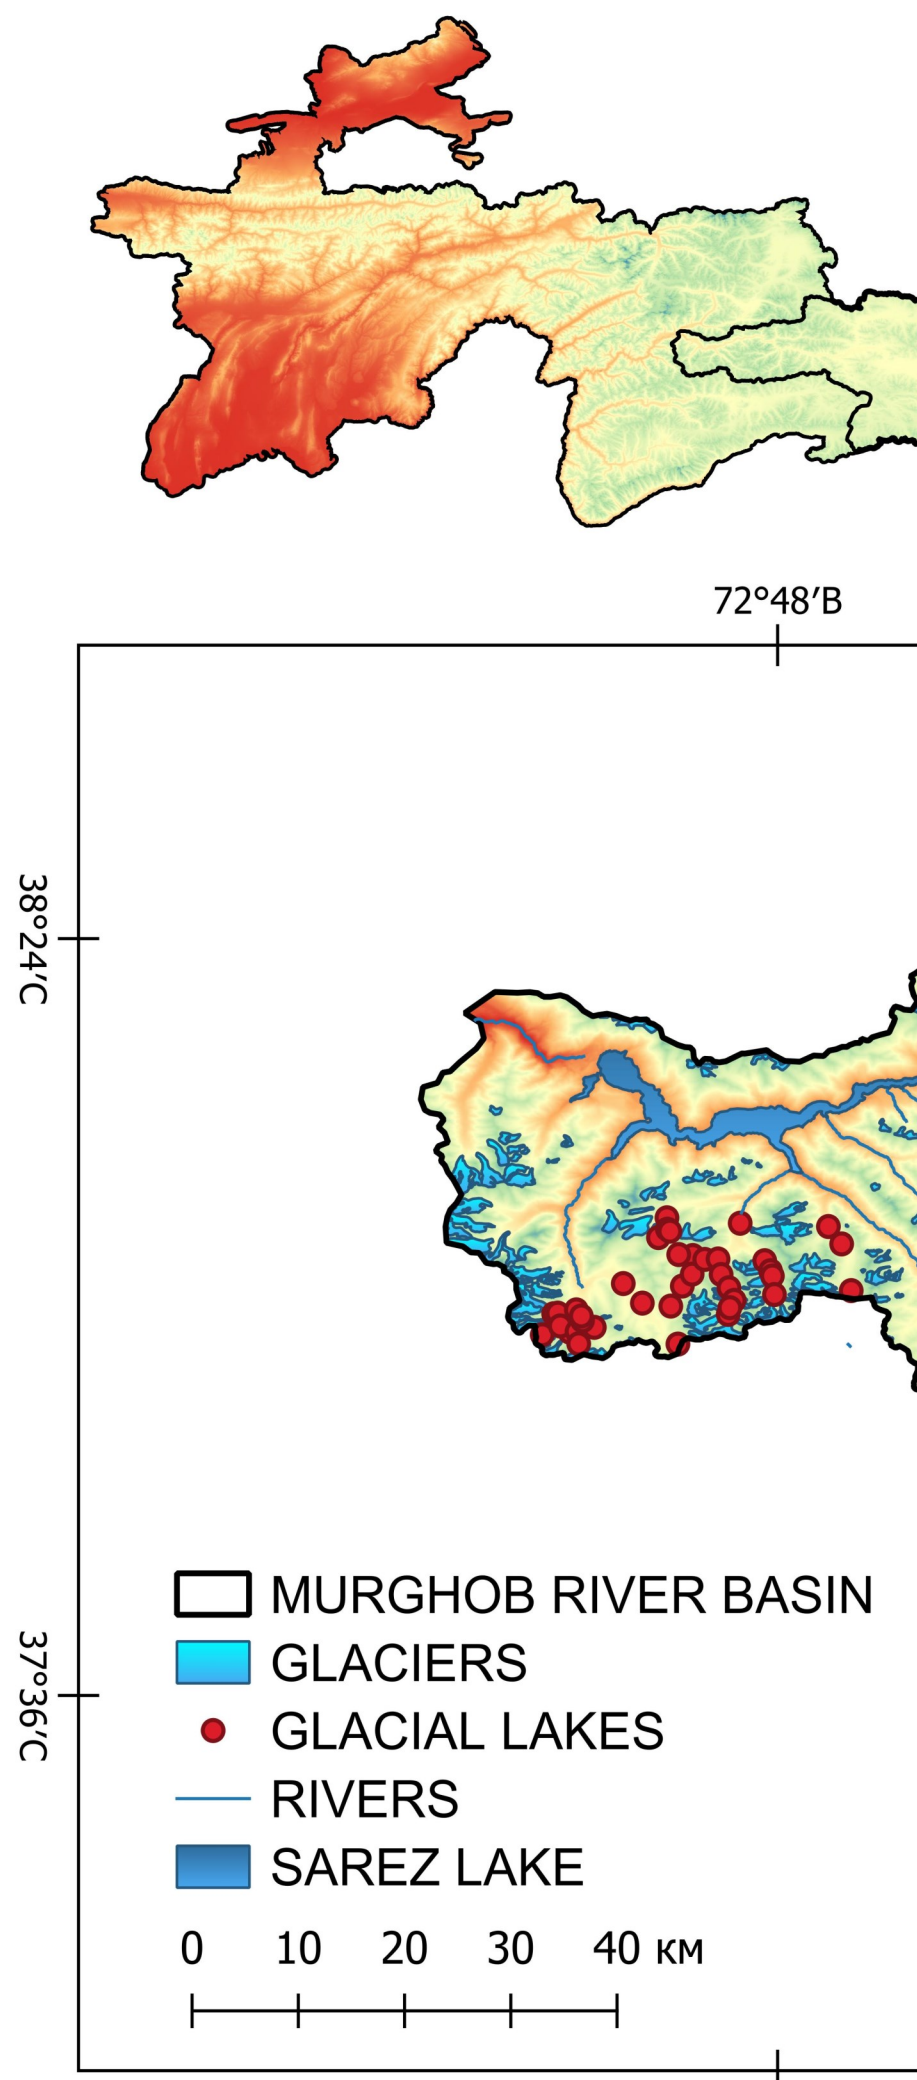 72°48'В
38°24'С
37°36'С
MURGHOB RIVER BASIN
GLACIERS
GLACIAL LAKES
RIVERS
SAREZ LAKE
0 10 20 30 40 км